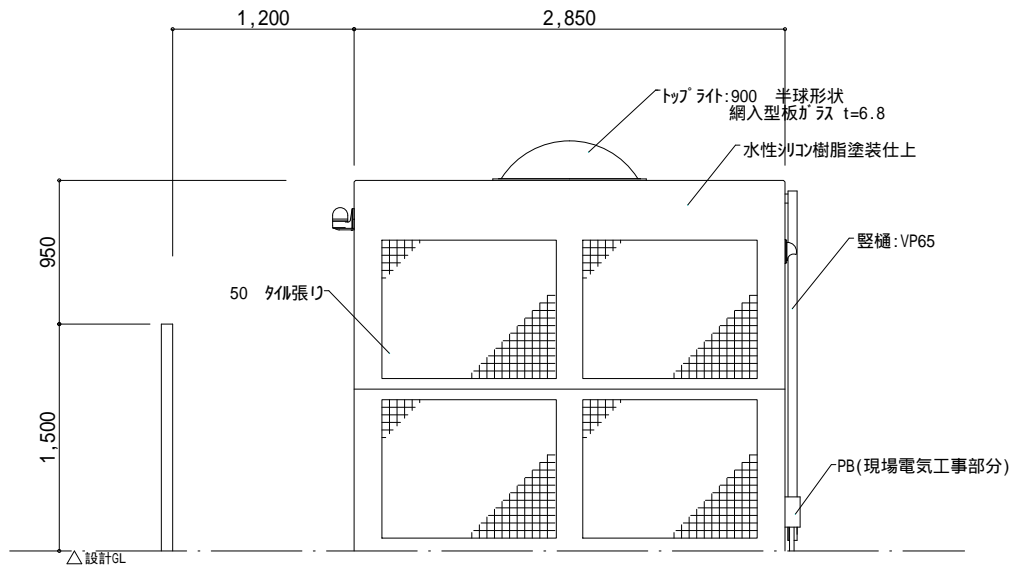 1,200
2,850
ﾄｯﾌﾟﾗｲﾄ:900 半球形状
網入型板ｶﾞﾗｽ t=6.8
水性ｼﾘｺﾝ樹脂塗装仕上
950
竪樋:VP65
50 ﾀｲﾙ張り
1,500
PB(現場電気工事部分)
設計GL